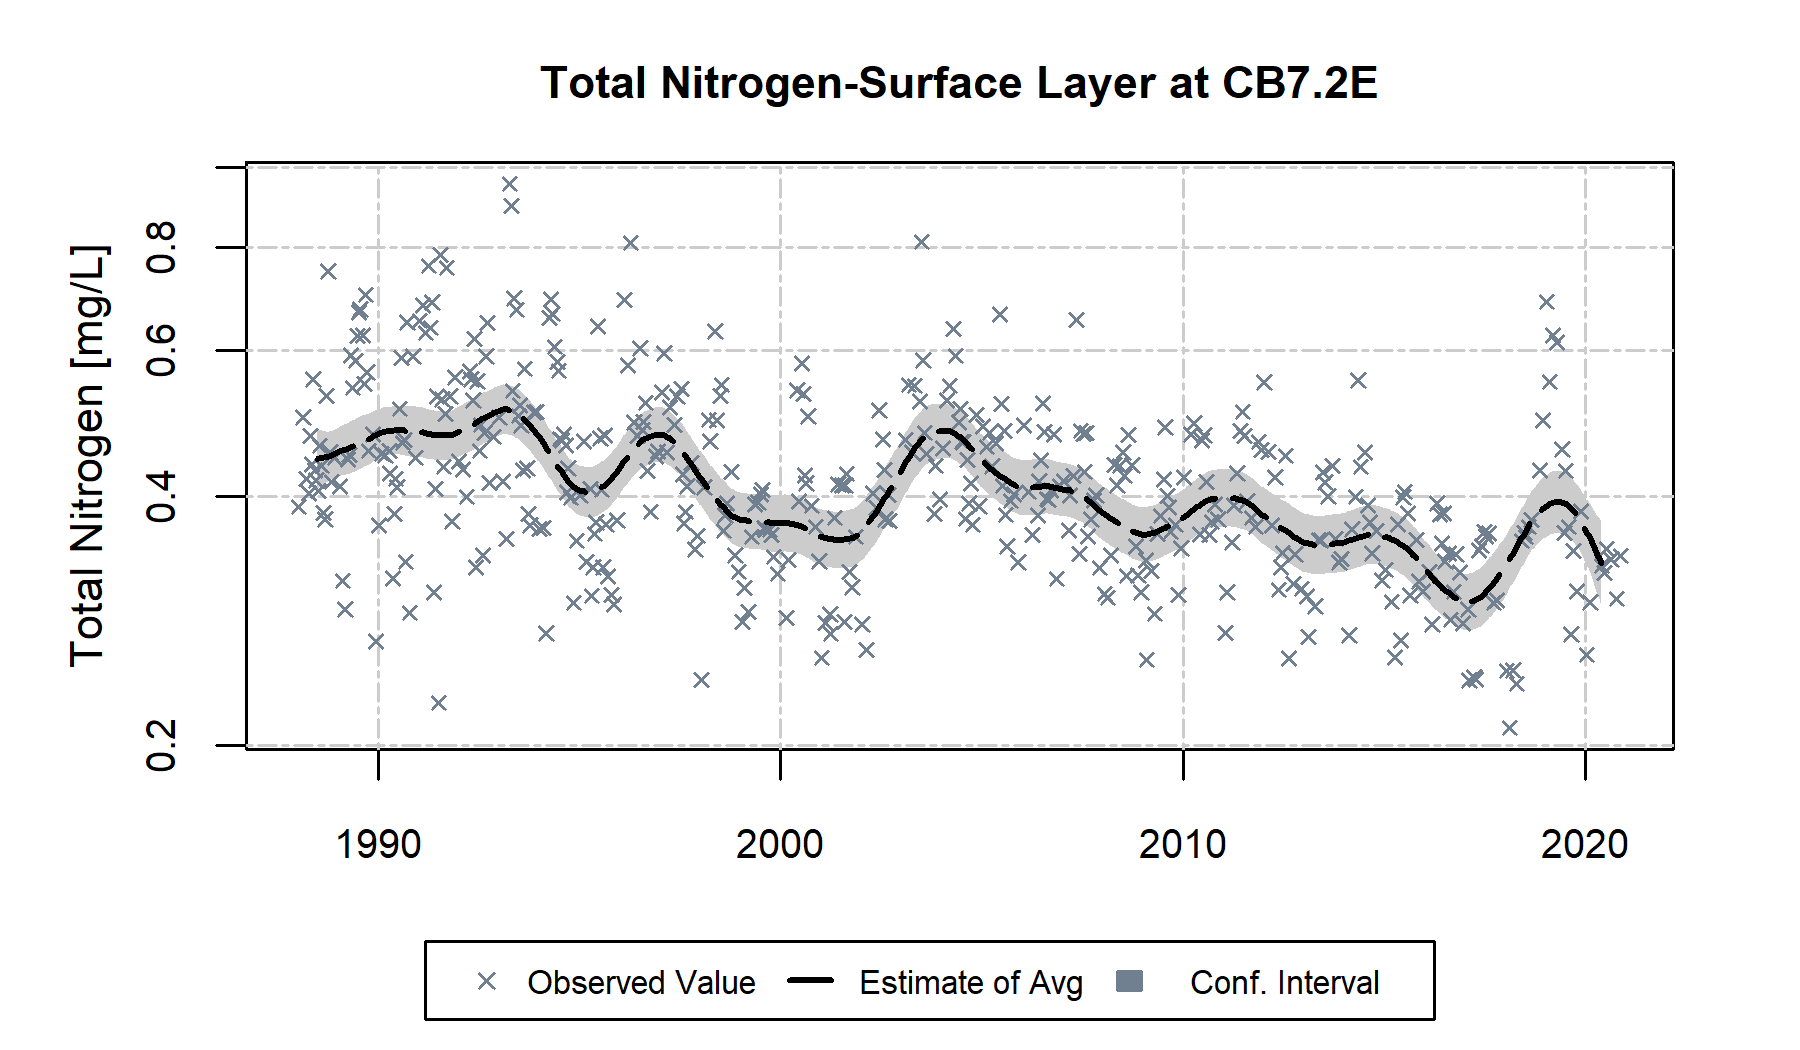 Total Nitrogen-Surface Layer at CB7.2E
Total Nitrogen [mg/L]
0.8
0.6
0.4
0.2
1990 2000 2010 2020
Observed Value Estimate of Avg Conf. Interval